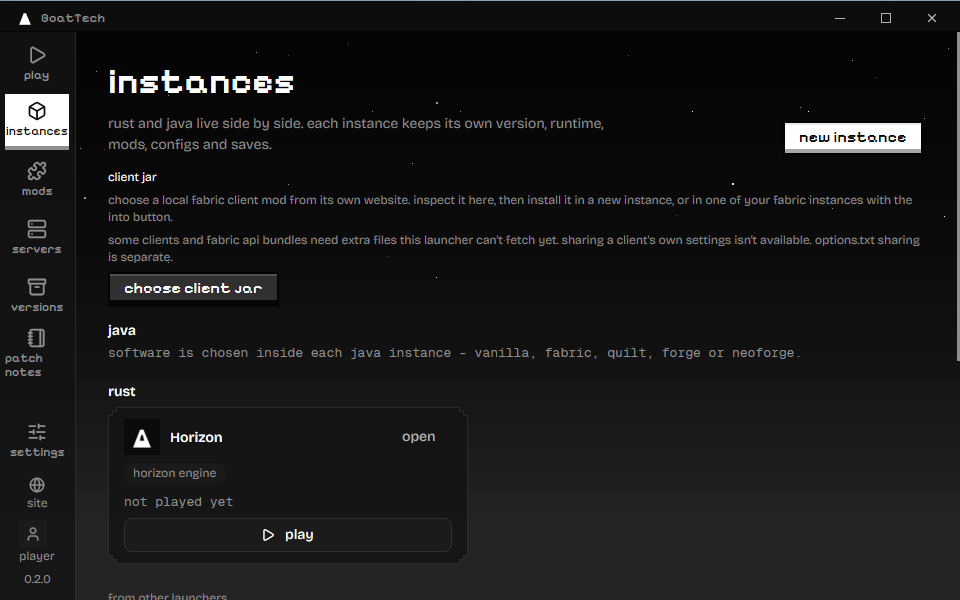 GoatTech
play
instances
mods
servers
versions
patch
notes
settings
site
player
0.2.0
instances
rust and java live side by side. each instance keeps its own version, runtime,
mods, configs and saves.
new instance
client jar
choose a local fabric client mod from its own website. inspect it here, then install it in a new instance, or in one of your fabric instances with the
into button.
some clients and fabric api bundles need extra files this launcher can't fetch yet. sharing a client's own settings isn't available. options.txt sharing
is separate.
choose client jar
java
software is chosen inside each java instance - vanilla, fabric, quilt, forge or neoforge.
rust
Horizon
open
horizon engine
not played yet
play
from other launchers